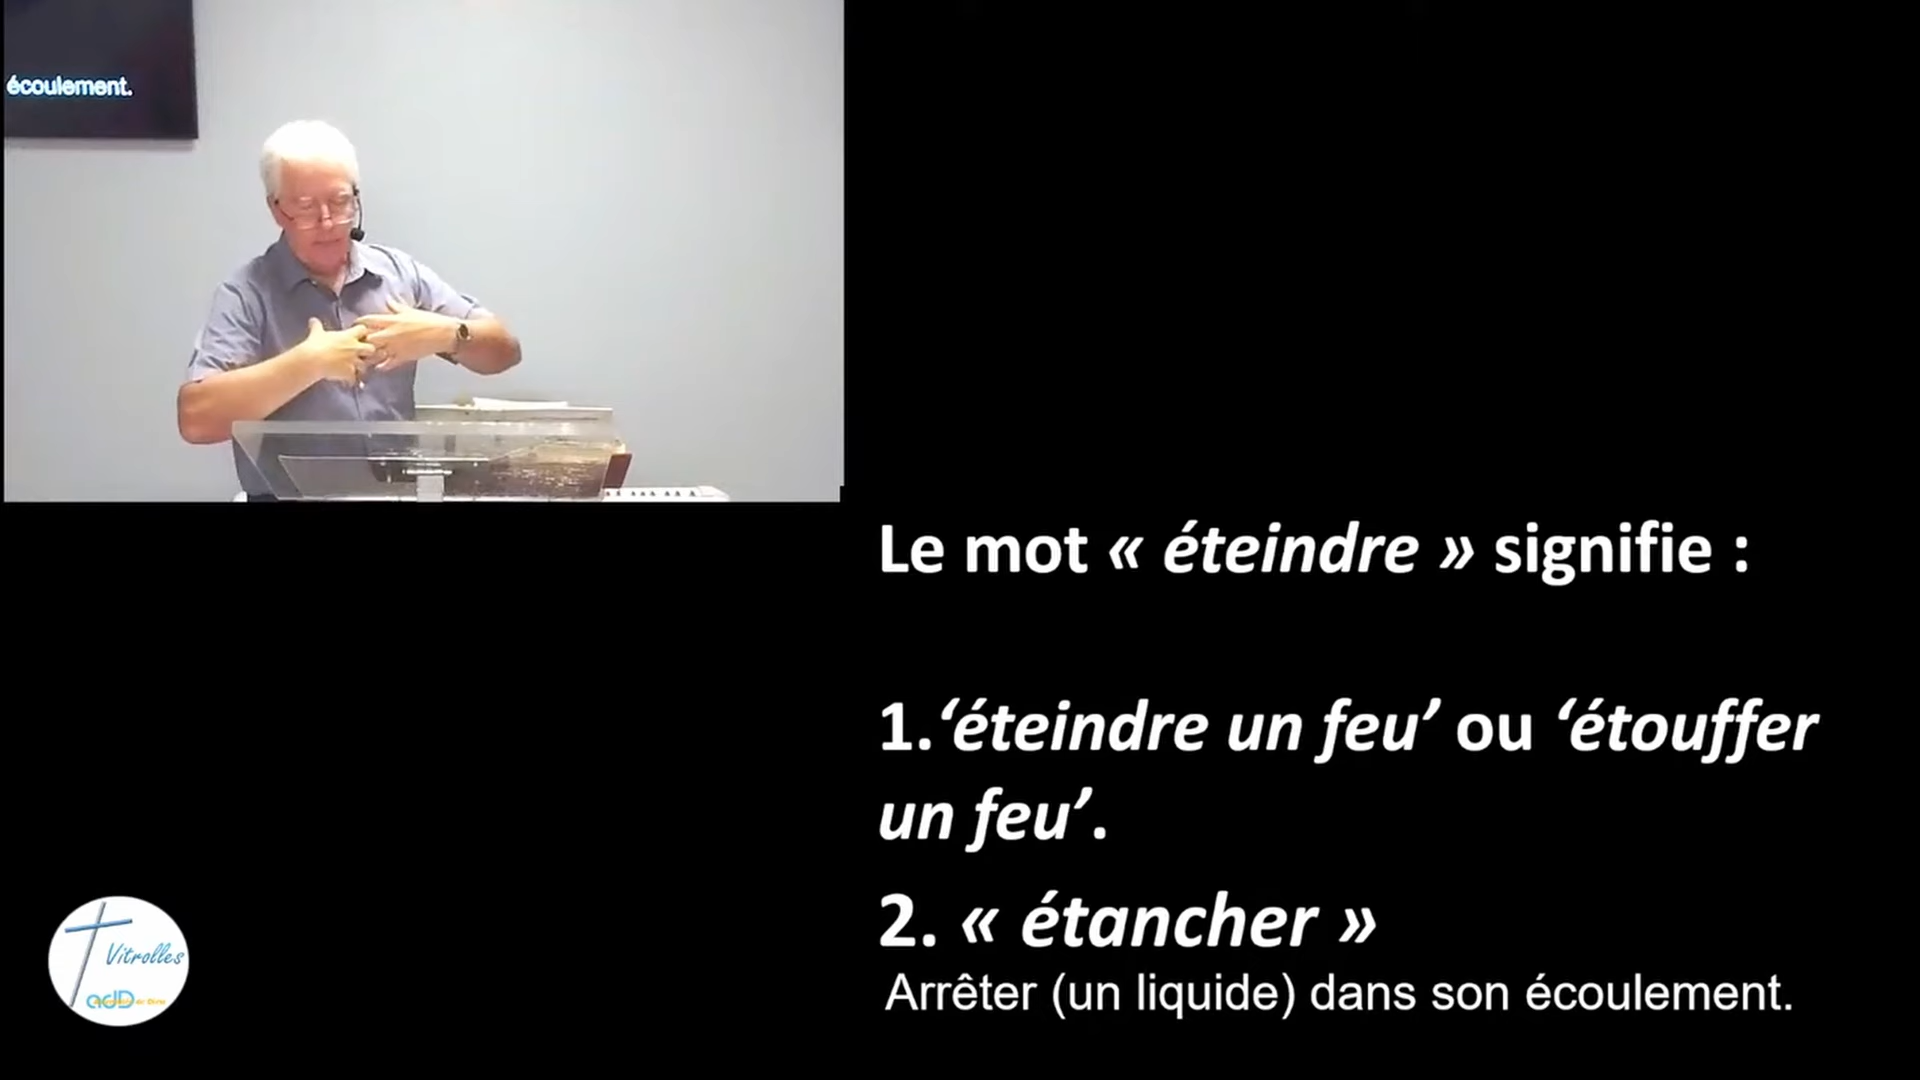 écoulement.
Le mot « éteindre » signifie :
1.‘éteindre un feu’ ou ‘étouffer
un feu’.
2. « étancher »
Arrêter (un liquide) dans son écoulement.
Vitrolles